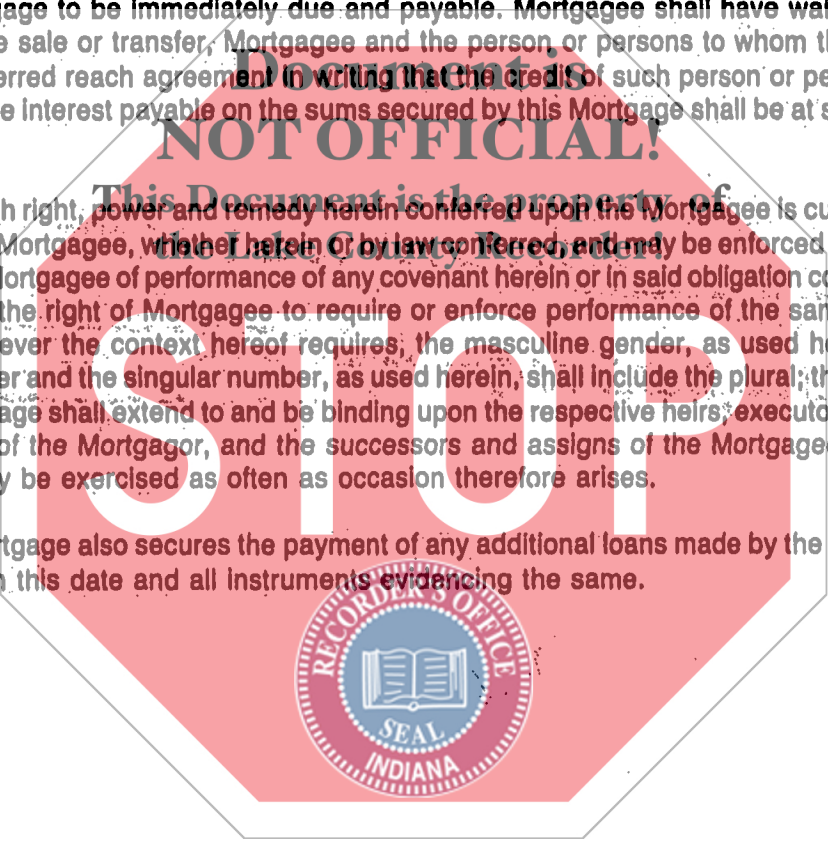 gage to be immediately due and payable. Mortgagee shall have wai
e sale or transfer, Mortgagee and the person or persons to whom th
erred reach agreement in writing that the credit of such person or pe
e interest payable on the sums secured by this Mortgage shall be at s
Document is
NOT OFFICIAL!
This Document is the property of
the Lake County Recorder!
h right, power and remedy herein conferred upon the Mortgagee is cu
Mortgagee, whether herein or by law conferred, and may be enforced
Mortgagee of performance of any covenant herein or in said obligation co
the right of Mortgagee to require or enforce performance of the sam
ever the context hereof requires, the masculine gender, as used he
er and the singular number, as used herein, shall include the plural; th
age shall extend to and be binding upon the respective heirs, executo
of the Mortgagor, and the successors and assigns of the Mortgagee
y be exercised as often as occasion therefore arises.
STOP
rtgage also secures the payment of any additional loans made by the
n this date and all instruments evidencing the same.
RECORDER'S OFFICE
SEAL
INDIANA